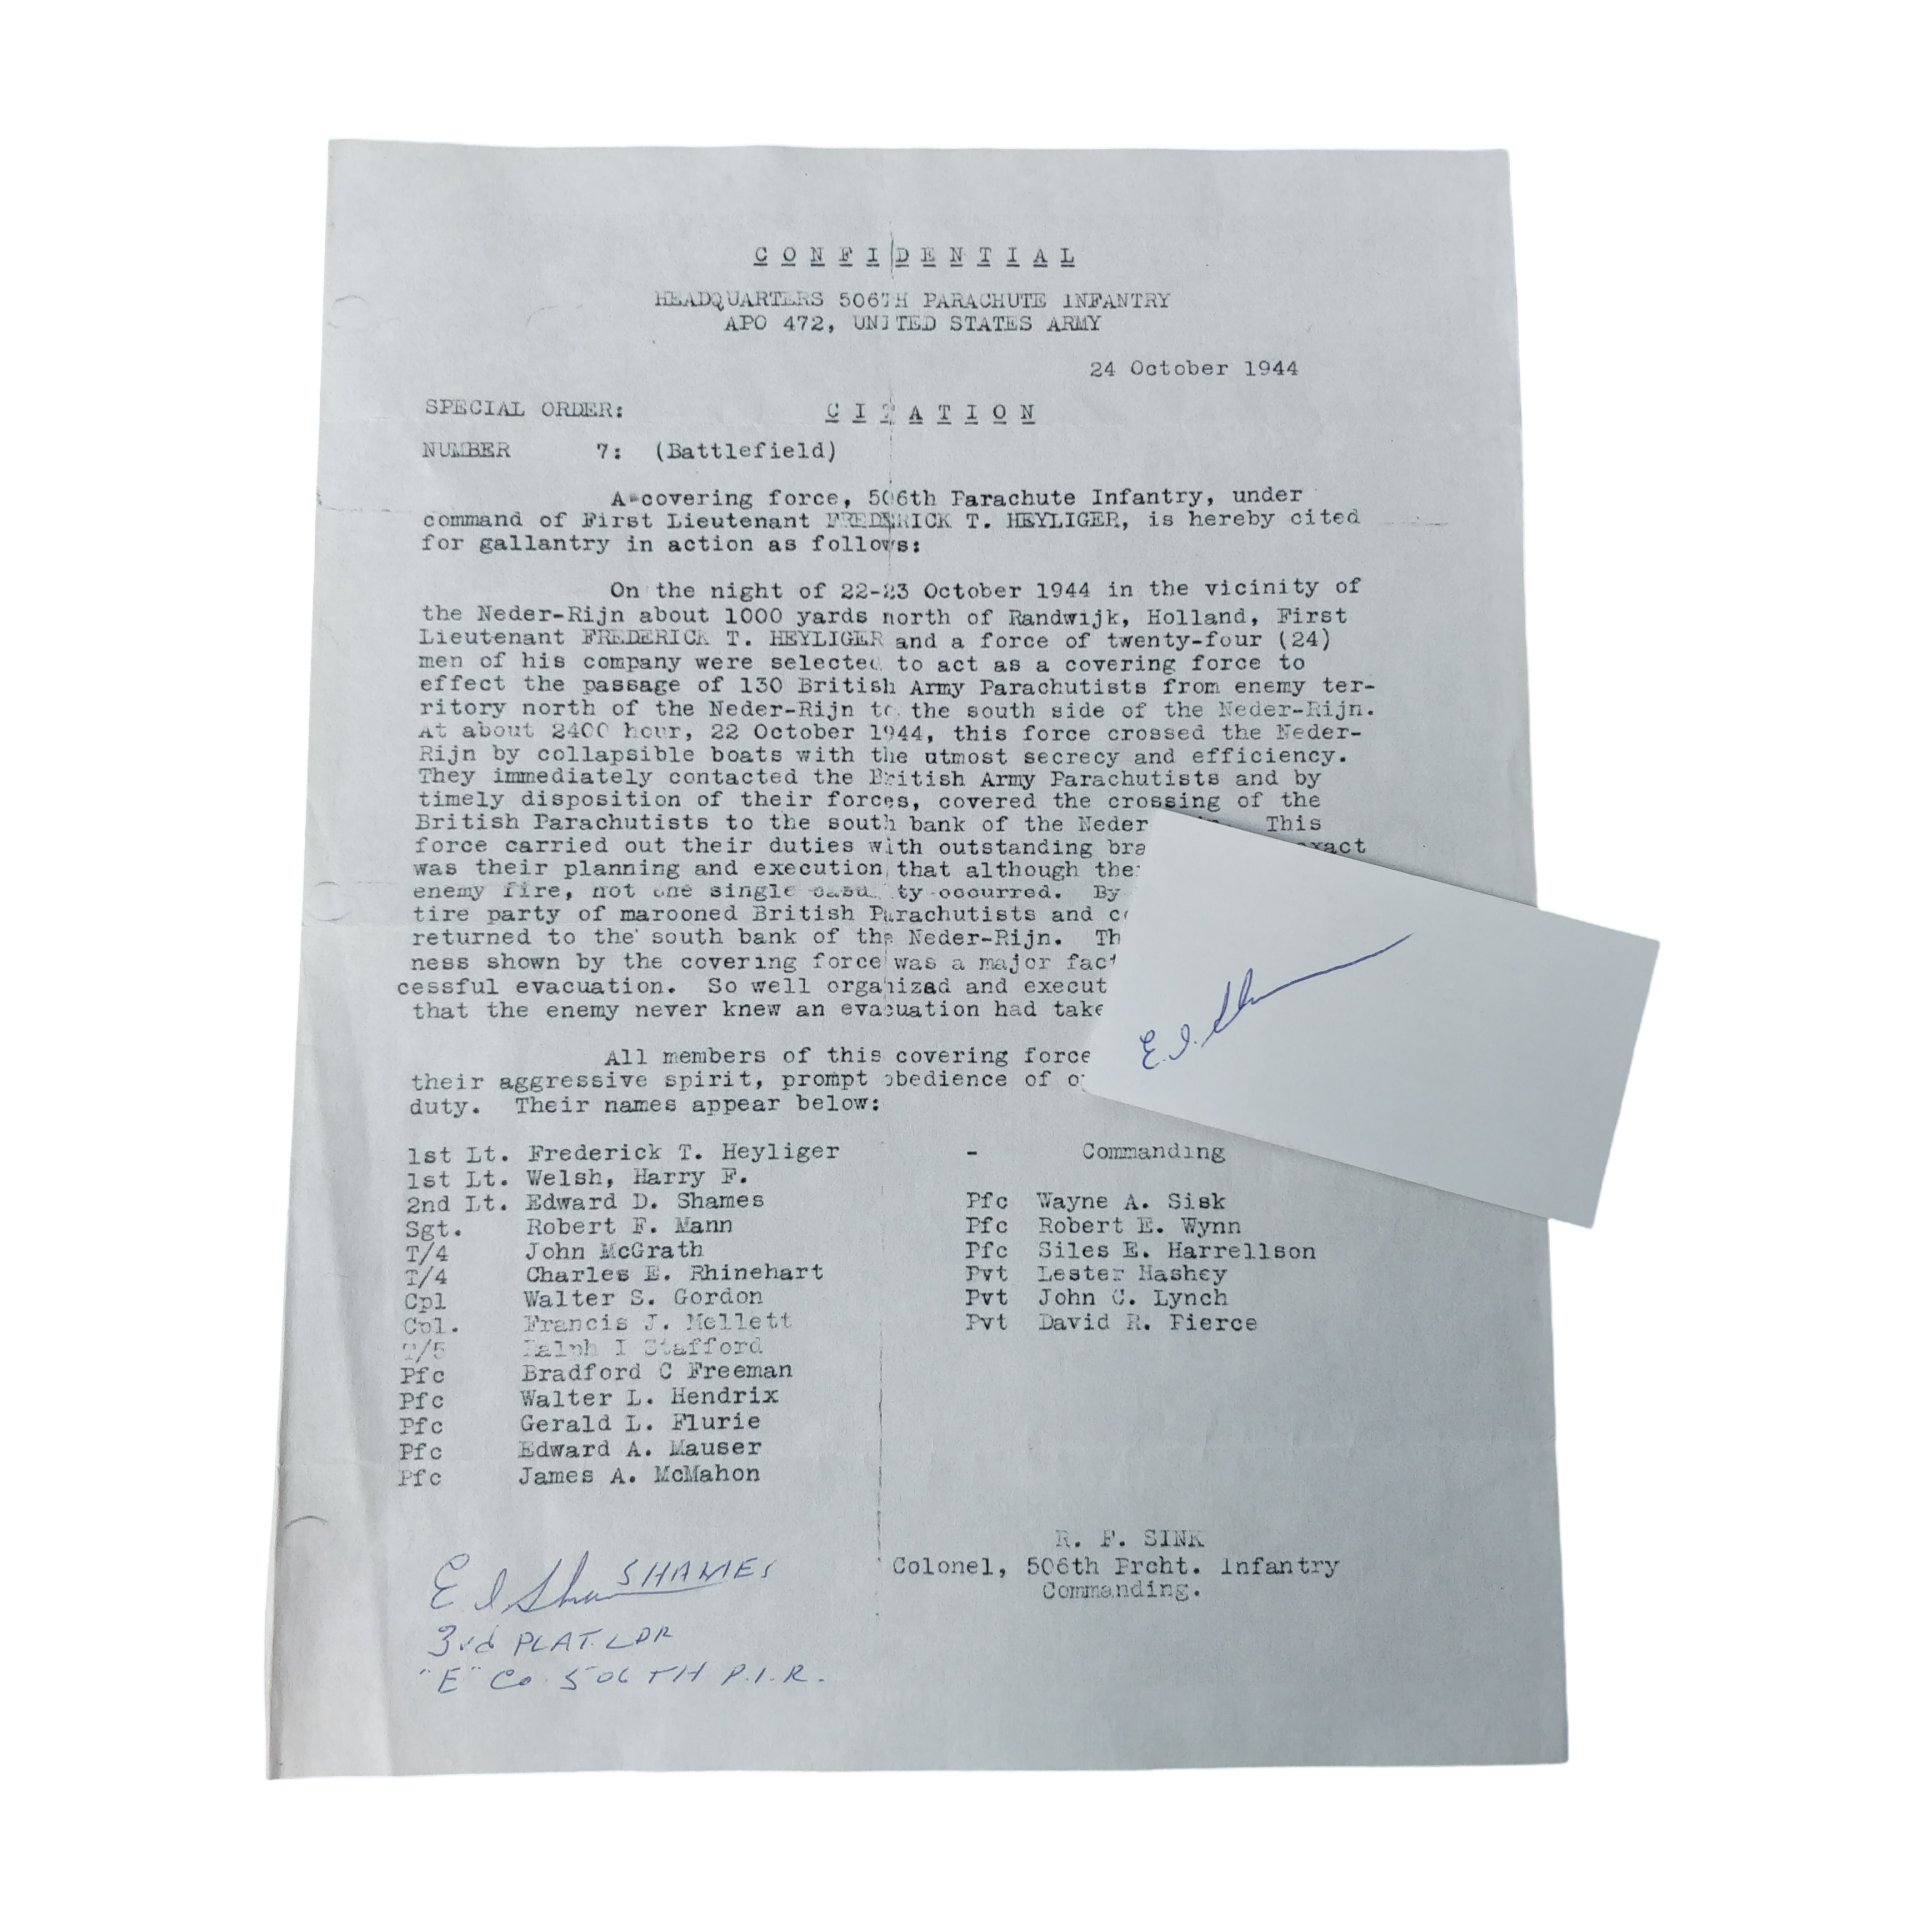 CONFIDENTIAL
HEADQUARTERS 506TH PARACHUTE INFANTRY
APO 472, UNITED STATES ARMY
24 October 1944
SPECIAL ORDER: CITATION
NUMBER 7: (Battlefield)
A covering force, 506th Parachute Infantry, under
command of First Lieutenant FREDERICK T. HEYLIGER, is hereby cited
for gallantry in action as follows:
On the night of 22-23 October 1944 in the vicinity of
the Neder-Rijn about 1000 yards north of Randwijk, Holland, First
Lieutenant FREDERICK T. HEYLIGER and a force of twenty-four (24)
men of his company were selected to act as a covering force to
effect the passage of 130 British Army Parachutists from enemy ter-
ritory north of the Neder-Rijn to the south side of the Neder-Rijn.
At about 2400 hour, 22 October 1944, this force crossed the Neder-
Rijn by collapsible boats with the utmost secrecy and efficiency.
They immediately contacted the British Army Parachutists and by
timely disposition of their forces, covered the crossing of the
British Parachutists to the south bank of the Neder This
force carried out their duties with outstanding bra exact
was their planning and execution that although the
enemy fire, not one single casualty occurred. By
tire party of marooned British Parachutists and c
returned to the south bank of the Neder-Rijn. Th
ness shown by the covering force was a major fact
cessful evacuation. So well organized and execut
that the enemy never knew an evacuation had take
All members of this covering force
their aggressive spirit, prompt obedience of o
duty. Their names appear below:
1st Lt. Frederick T. Heyliger - Commanding
1st Lt. Welsh, Harry F.
2nd Lt. Edward D. Shames Pfc Wayne A. Sisk
Sgt. Robert F. Mann Pfc Robert E. Wynn
T/4 John McGrath Pfc Siles E. Harrellson
T/4 Charles E. Rhinehart Pvt Lester Hashey
Cpl Walter S. Gordon Pvt John C. Lynch
Cpl. Francis J. Mellett Pvt David R. Pierce
T/5 Ralph I Stafford
Pfc Bradford C Freeman
Pfc Walter L. Hendrix
Pfc Gerald L. Flurie
Pfc Edward A. Mauser
Pfc James A. McMahon
R. F. SINK
Colonel, 506th Prcht. Infantry
Commanding.
E.D. Sham
E D Sham SHAMES
3rd PLAT. LDR
"E" Co. 506TH P.I.R.